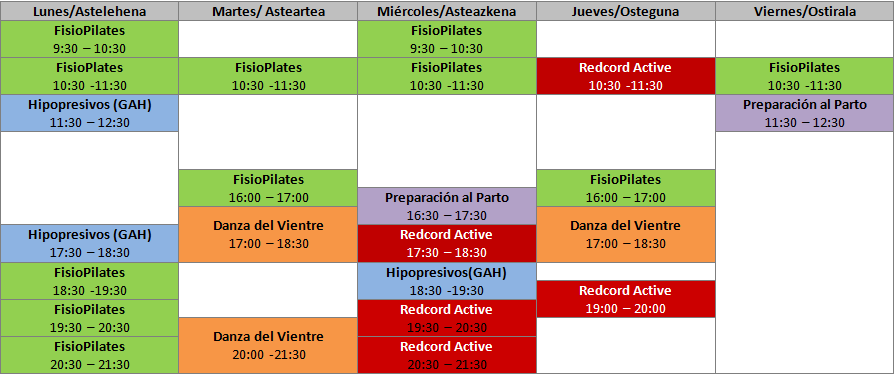 Lunes/Astelehena Martes/ Asteartea Miércoles/Asteazkena Jueves/Osteguna Viernes/Ostirala
FisioPilates FisioPilates
9:30 – 10:30 9:30 – 10:30
FisioPilates FisioPilates FisioPilates Redcord Active FisioPilates
10:30 -11:30 10:30 -11:30 10:30 -11:30 10:30 -11:30 10:30 -11:30
Hipopresivos (GAH) Preparación al Parto
11:30 – 12:30 11:30 – 12:30
FisioPilates FisioPilates
16:00 – 17:00 16:00 – 17:00
Preparación al Parto
16:30 – 17:30
Danza del Vientre Danza del Vientre
17:00 – 18:30 17:00 – 18:30
Hipopresivos (GAH) Redcord Active
17:30 – 18:30 17:30 – 18:30
FisioPilates Hipopresivos(GAH)
18:30 -19:30 18:30 -19:30
Redcord Active
19:00 – 20:00
FisioPilates Redcord Active
19:30 – 20:30 19:30 – 20:30
Danza del Vientre
20:00 -21:30
FisioPilates Redcord Active
20:30 – 21:30 20:30 – 21:30